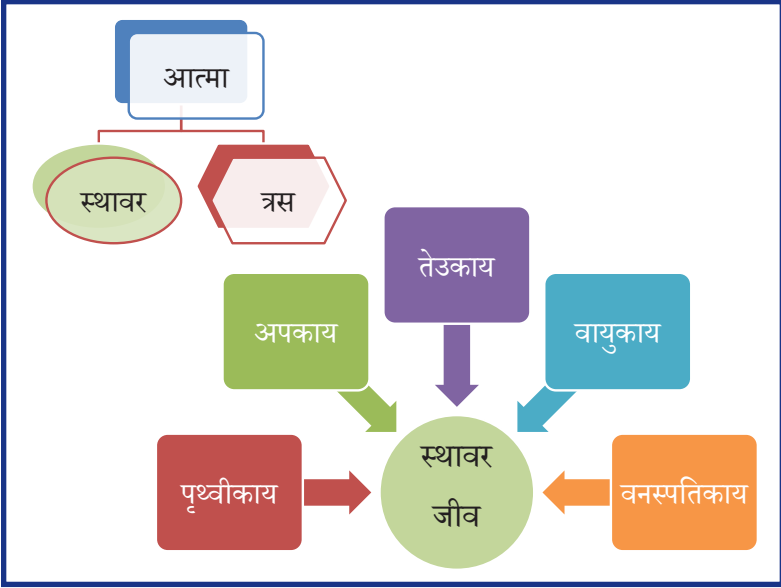 आत्मा
स्थावर
त्रस
तेउकाय
अपकाय
वायुकाय
पृथ्वीकाय
स्थावर
जीव
वनस्पतिकाय